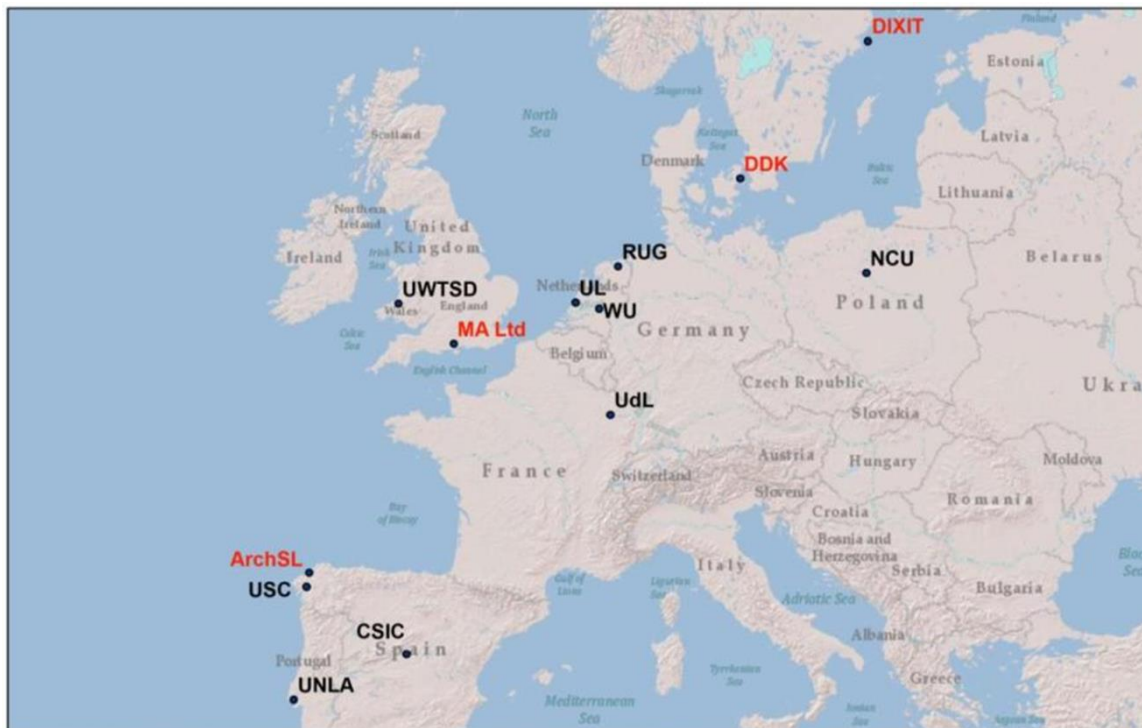 DIXIT
Finland
Estonia
North
Sea
Skagerrak
Scotland
Kattegat
Sea
Latvia
Denmark
DDK
Baltic
Sea
Lithuania
Northern
Ireland
United
Kingdom
Ireland
Irish
Sea
RUG
NCU
Belarus
Netherlands
UL
UWTSD
England
Wales
WU
Poland
MA Ltd
Celtic
Sea
Germany
Belgium
English Channel
Czech Republic
Ukra
UdL
Slovakia
France
Austria
Hungary
Moldova
Switzerland
Slovenia
Romania
Bay
of Biscay
Croatia
Bosnia and
Herzegovina
ArchSL
Italy
Serbia
USC
Gulf of
Lions
Ligurian
Sea
Bulgaria
Adriatic Sea
CSIC
Spain
Albania
Portugal
Tyrrhenian
Sea
Greece
UNLA
Mediterranean
Sea
Ionian
Sea
Aegean Sea